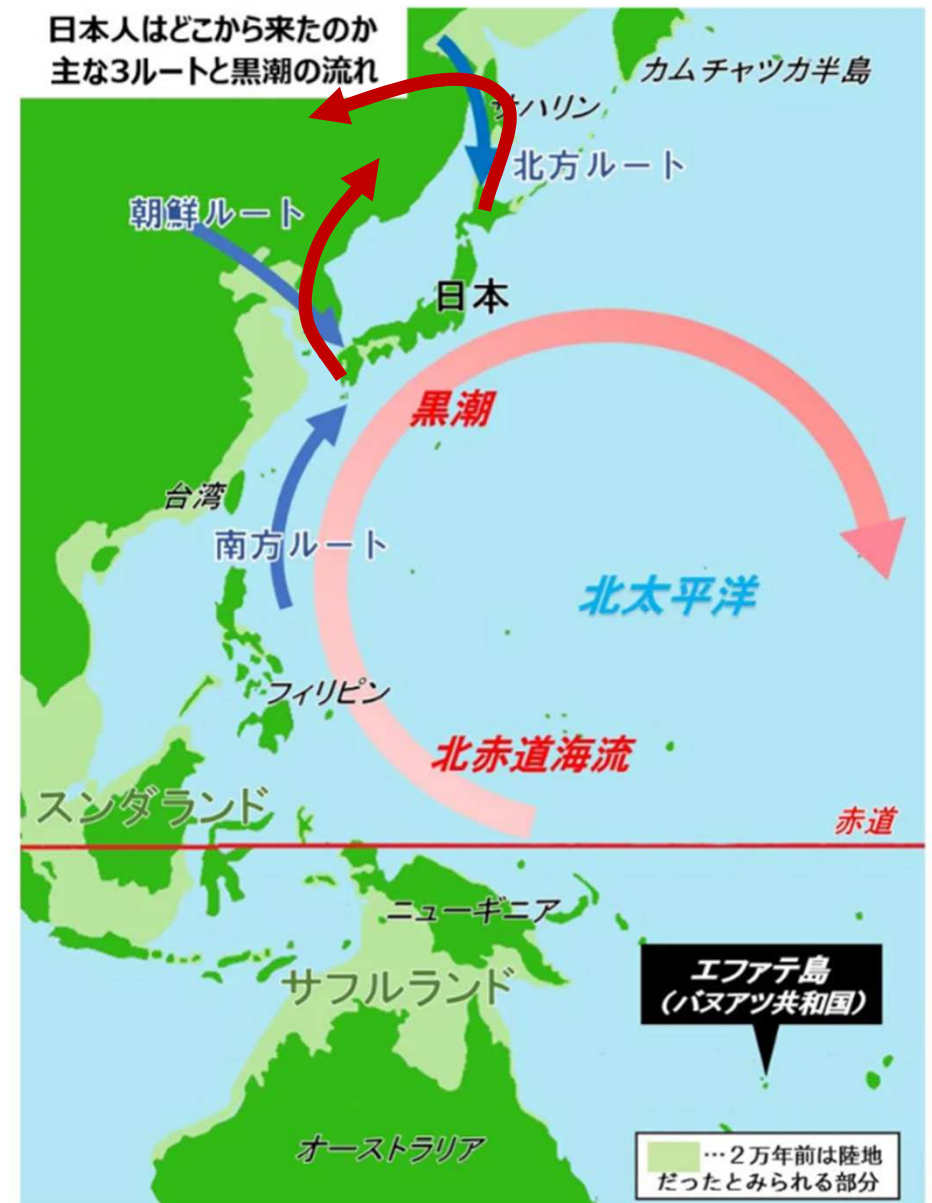 日本人はどこから来たのか
主な3ルートと黒潮の流れ
カムチャツカ半島
サハリン
北方ルート
朝鮮ルート
日本
黒潮
台湾
南方ルート
北太平洋
フィリピン
北赤道海流
スンダランド
赤道
ニューギニア
サフルランド
エファテ島
（バヌアツ共和国）
オーストラリア
…２万年前は陸地
だったとみられる部分